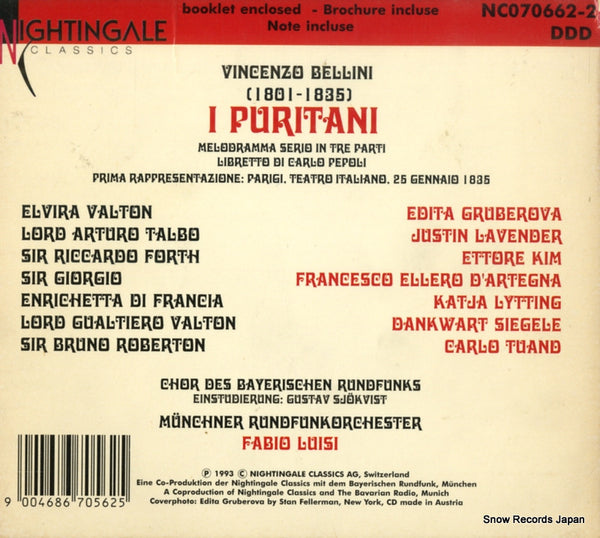 NIGHTINGALE
CLASSICS
booklet enclosed - Brochure incluse
Note incluse
NC070662-2
DDD
VINCENZO BELLINI
(1801-1835)
I PURITANI
MELODRAMMA SERIO IN TRE PARTI
LIBRETTO DI CARLO PEPOLI
PRIMA RAPPRESENTAZIONE: PARIGI, TEATRO ITALIANO, 25 GENNAIO 1835
ELVIRA VALTON EDITA GRUBEROVA
LORD ARTURO TALBO JUSTIN LAVENDER
SIR RICCARDO FORTH ETTORE KIM
SIR GIORGIO FRANCESCO ELLERO D'ARTEGNA
ENRICHETTA DI FRANCIA KATJA LYTTING
LORD GUALTIERO VALTON DANKWART SIEGELE
SIR BRUNO ROBERTON CARLO TUAND
CHOR DES BAYERISCHEN RUNDFUNKS
EINSTUDIERUNG: GUSTAV SJÖKVIST
MÜNCHNER RUNDFUNKORCHESTER
FABIO LUISI
Ⓟ 1993 © NIGHTINGALE CLASSICS AG, Switzerland
Eine Co-Produktion der Nightingale Classics mit dem Bayerischen Rundfunk, München
A Coproduction of Nightingale Classics and The Bavarian Radio, Munich
Coverphoto: Edita Gruberova by Stan Fellerman, New York, CD made in Austria
9 004686 705625
Snow Records Japan